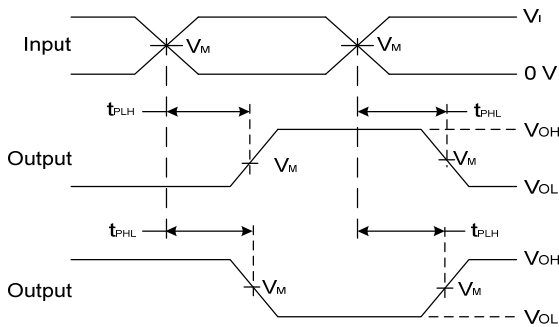 VI
Input VM VM
0 V
tPLH tPHL
VOH
Output VM VM
VOL
tPHL tPLH
VOH
Output VM VM
VOL